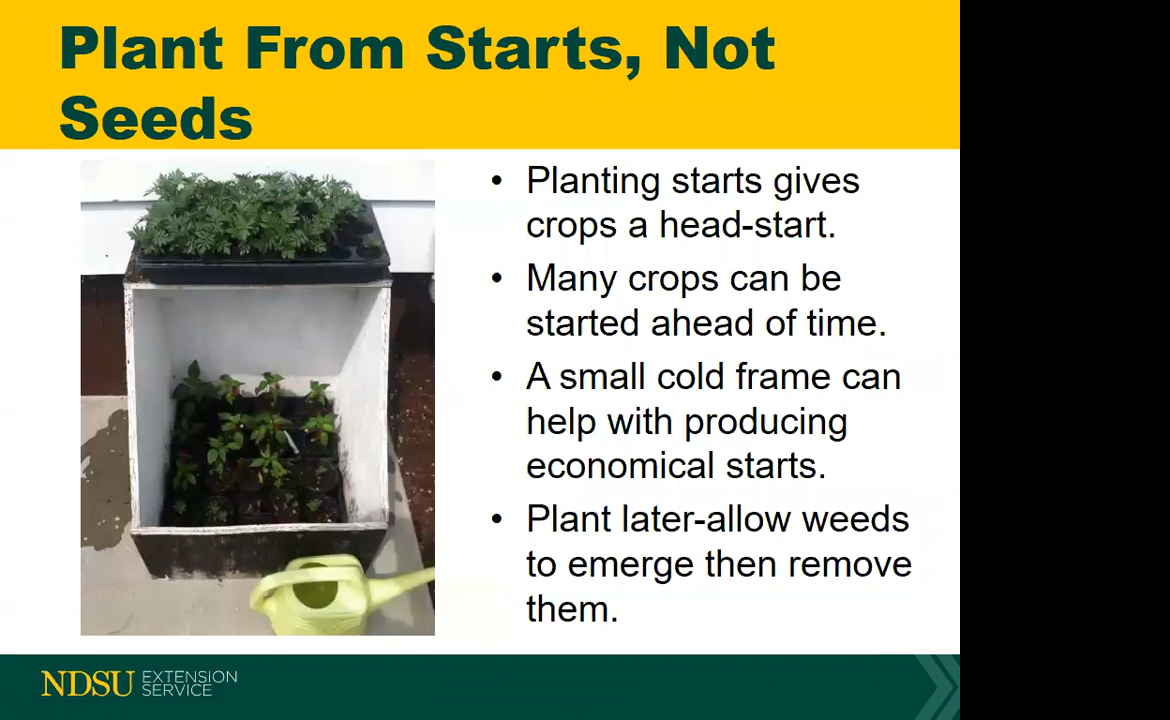 Plant From Starts, Not
Seeds
• Planting starts gives
crops a head-start.
• Many crops can be
started ahead of time.
• A small cold frame can
help with producing
economical starts.
• Plant later-allow weeds
to emerge then remove
them.
NDSU EXTENSION
SERVICE